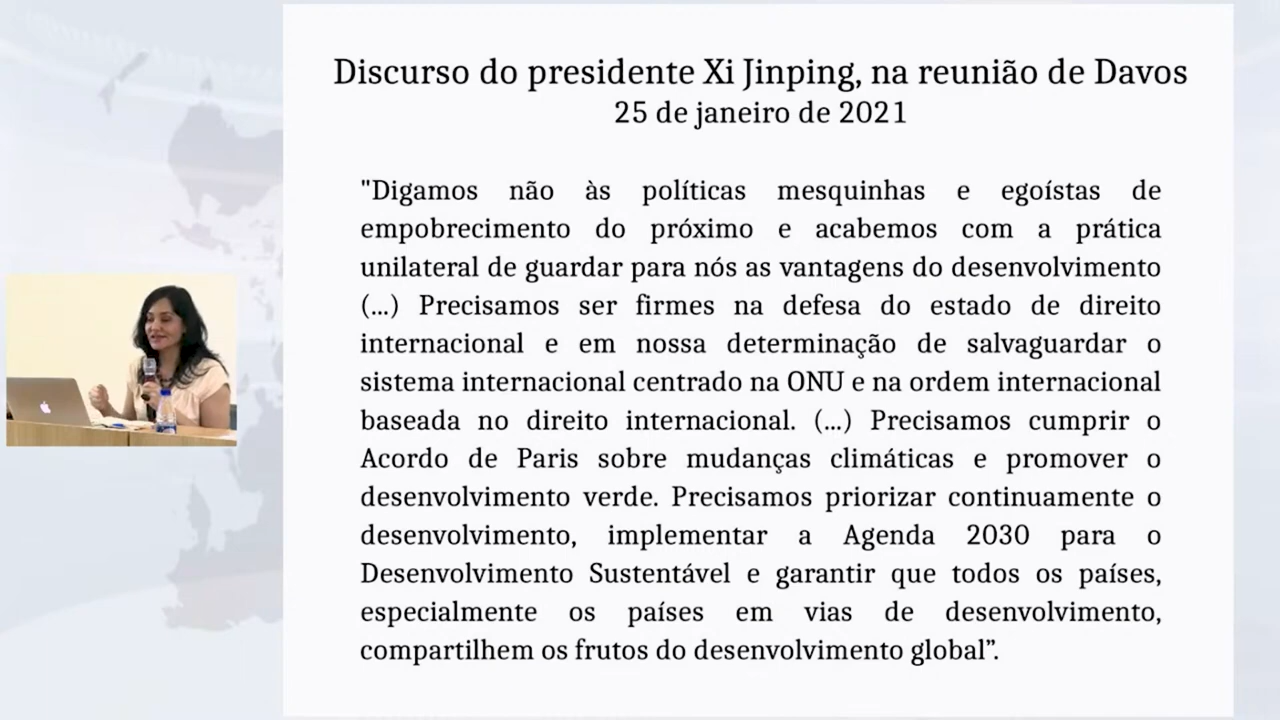 Discurso do presidente Xi Jinping, na reunião de Davos
25 de janeiro de 2021
"Digamos não às políticas mesquinhas e egoístas de
empobrecimento do próximo e acabemos com a prática
unilateral de guardar para nós as vantagens do desenvolvimento
(...) Precisamos ser firmes na defesa do estado de direito
internacional e em nossa determinação de salvaguardar o
sistema internacional centrado na ONU e na ordem internacional
baseada no direito internacional. (...) Precisamos cumprir o
Acordo de Paris sobre mudanças climáticas e promover o
desenvolvimento verde. Precisamos priorizar continuamente o
desenvolvimento, implementar a Agenda 2030 para o
Desenvolvimento Sustentável e garantir que todos os países,
especialmente os países em vias de desenvolvimento,
compartilhem os frutos do desenvolvimento global”.